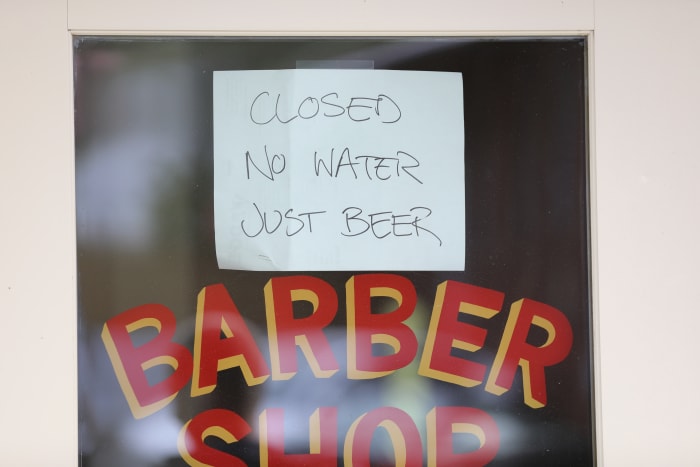 CLOSED
NO WATER
JUST BEER
BARBER
SHOP